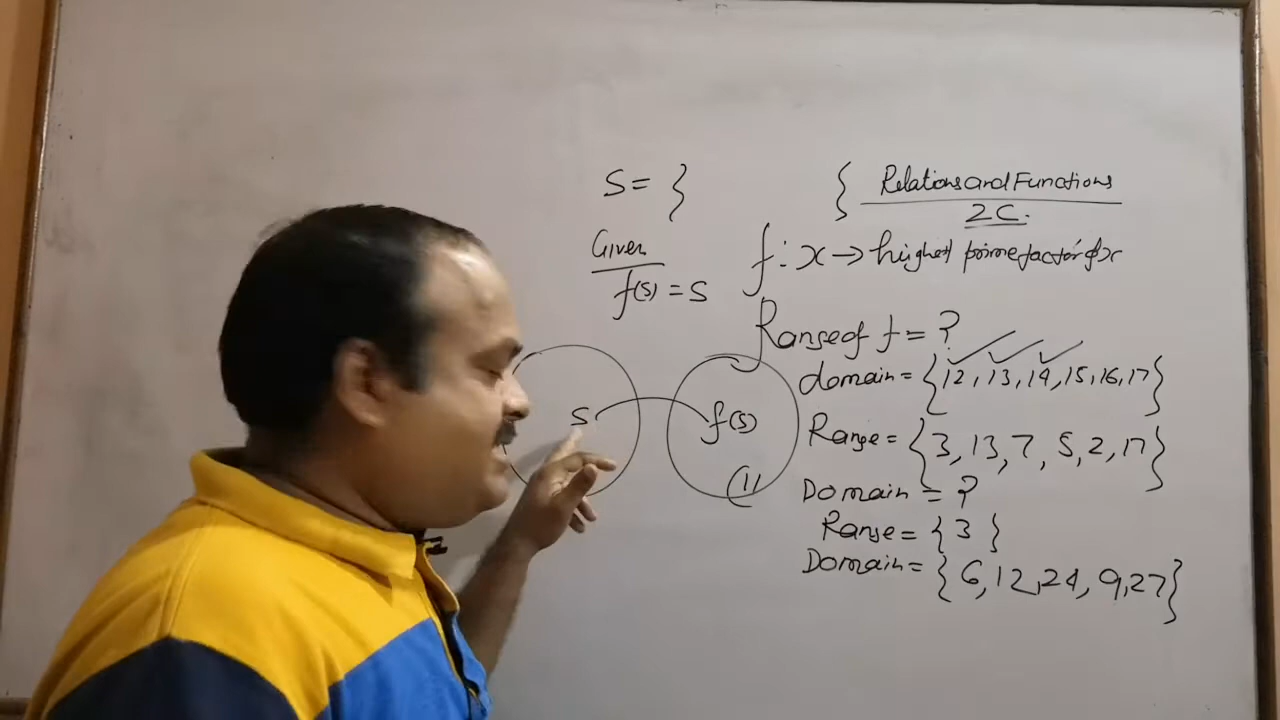 S = { } Relations and Functions
2C.
Given
f(S) = S
f : x → highest prime factor of x
Range of f = ?
domain = {12, 13, 14, 15, 16, 17}
S f(S)
Range = {3, 13, 7, 5, 2, 17}
Domain = ?
Range = {3}
Domain = {6, 12, 24, 9, 27}